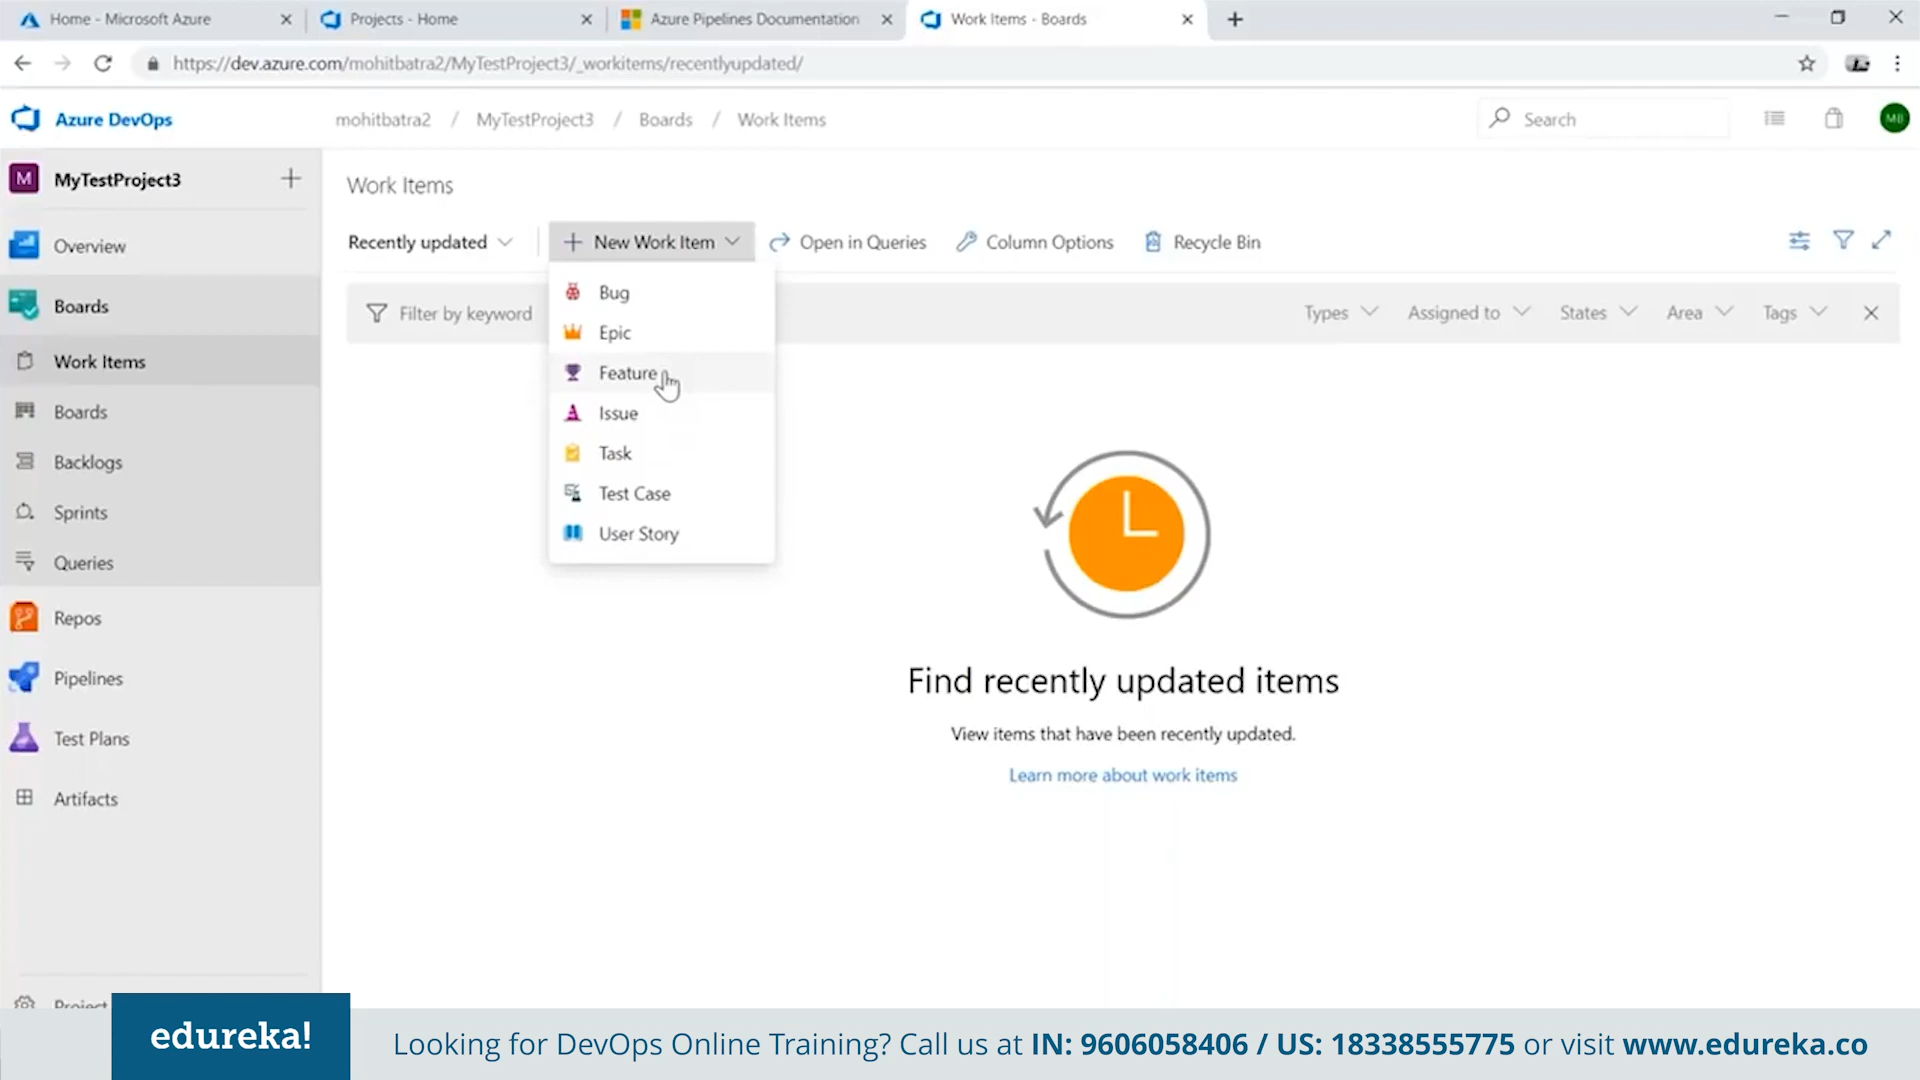 Home - Microsoft Azure
Projects - Home
Azure Pipelines Documentation
Work Items - Boards
https://dev.azure.com/mohitbatra2/MyTestProject3/_workitems/recentlyupdated/
Azure DevOps
mohitbatra2 / MyTestProject3 / Boards / Work Items
Search
MB
M MyTestProject3
Work Items
Recently updated
New Work Item
Open in Queries
Column Options
Recycle Bin
Overview
Boards
Work Items
Boards
Backlogs
Sprints
Queries
Repos
Pipelines
Test Plans
Artifacts
Project
Filter by keyword
Types
Assigned to
States
Area
Tags
Bug
Epic
Feature
Issue
Task
Test Case
User Story
Find recently updated items
View items that have been recently updated.
Learn more about work items
edureka!
Looking for DevOps Online Training? Call us at IN: 9606058406 / US: 18338555775 or visit www.edureka.co